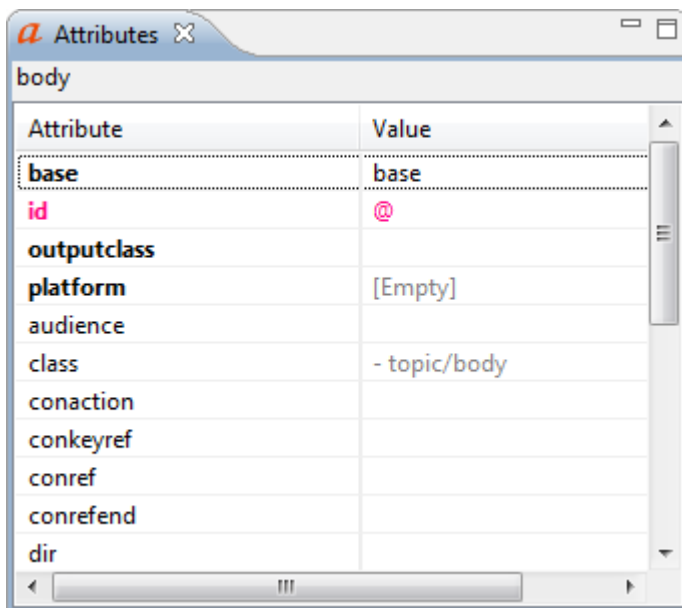 a Attributes
body
Attribute Value
base base
id @
outputclass
platform [Empty]
audience
class - topic/body
conaction
conkeyref
conref
conrefend
dir